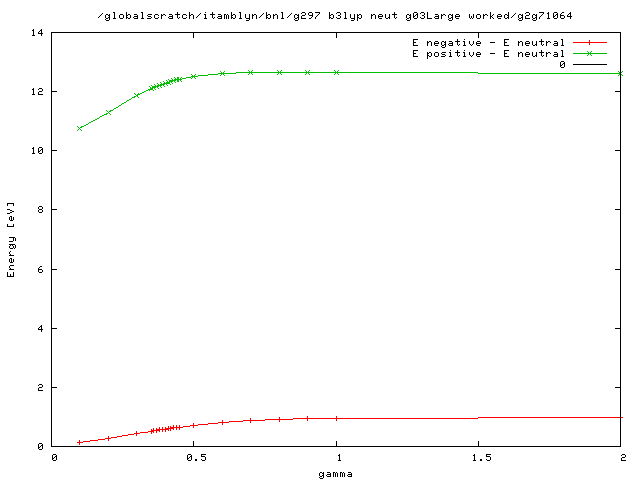 /globalscratch/itamblyn/bnl/g297 b3lyp neut g03Large worked/g2g71064
E negative - E neutral
E positive - E neutral
0
14
12
10
8
6
4
2
0
Energy [eV]
0 0.5 1 1.5 2
gamma